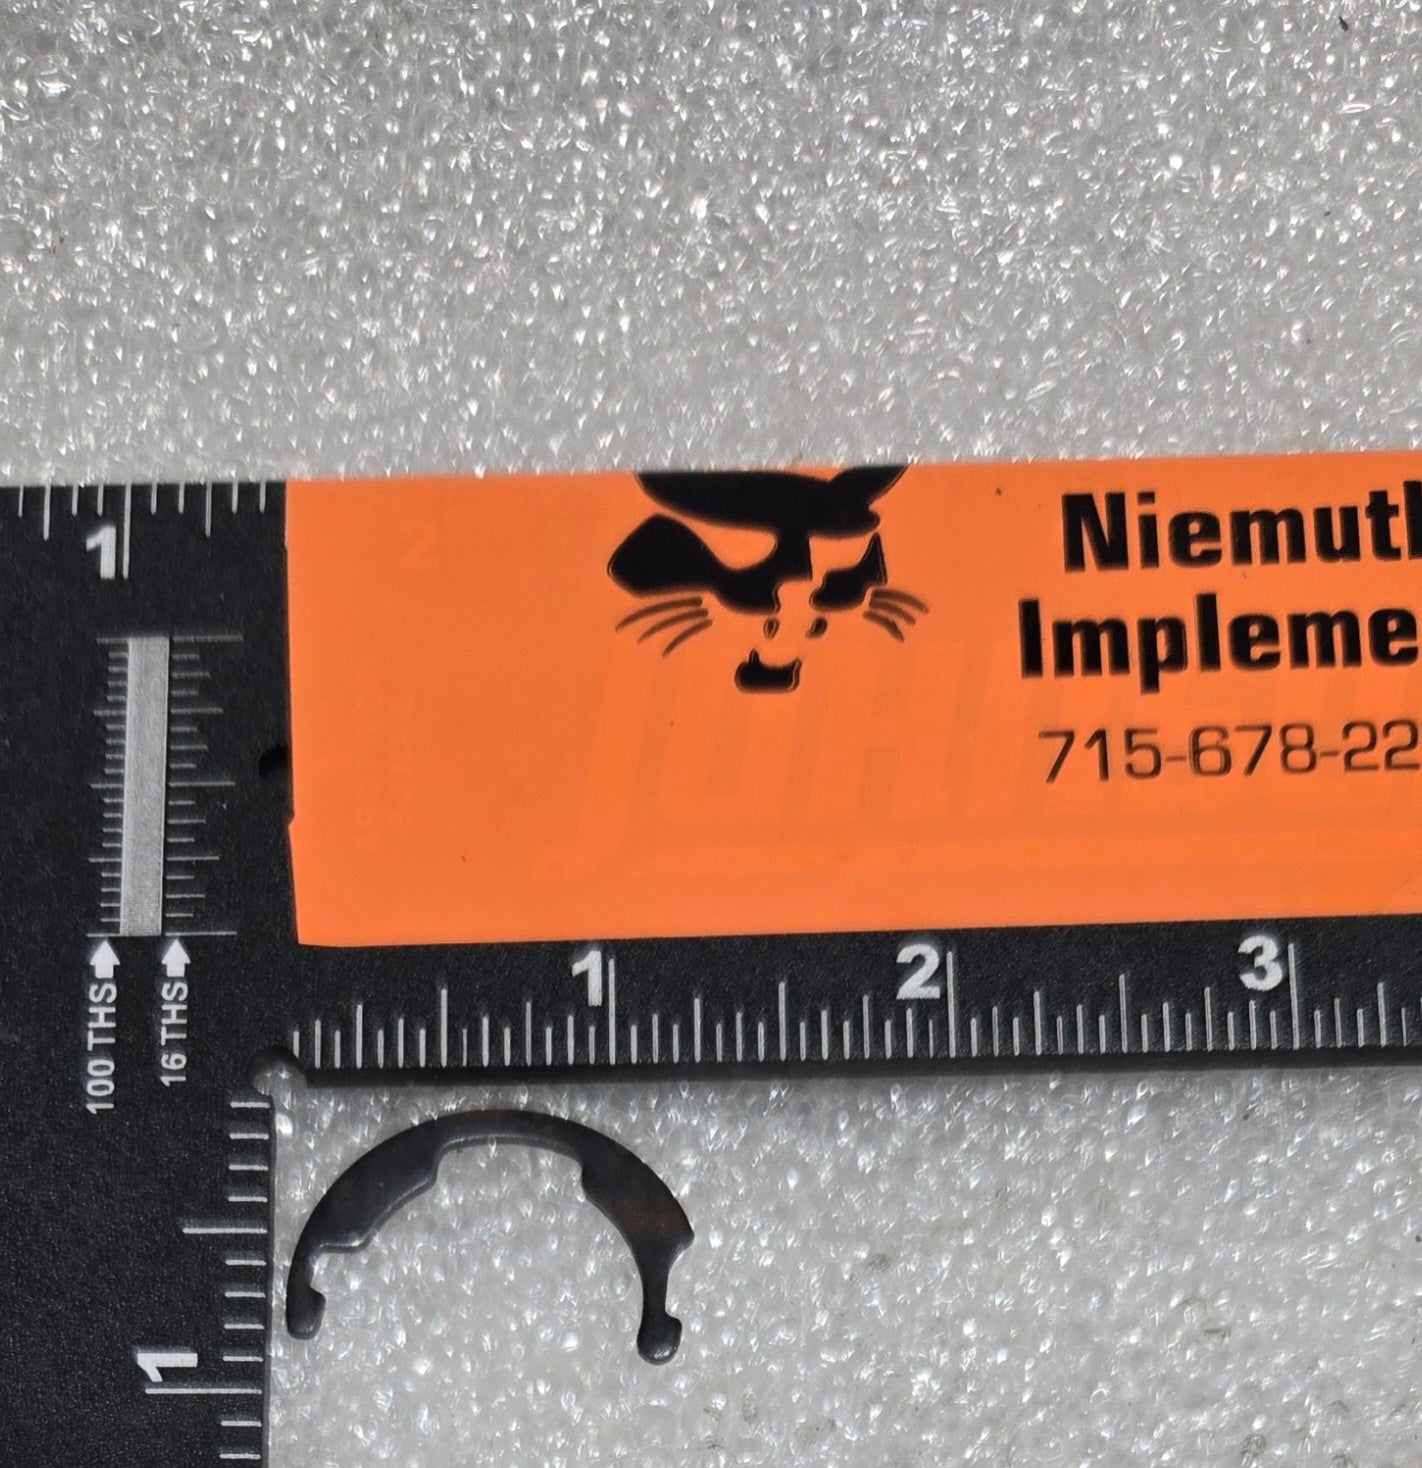 1
Niemuth
Impleme
715-678-22
100 THS
16 THS
1 2 3
1